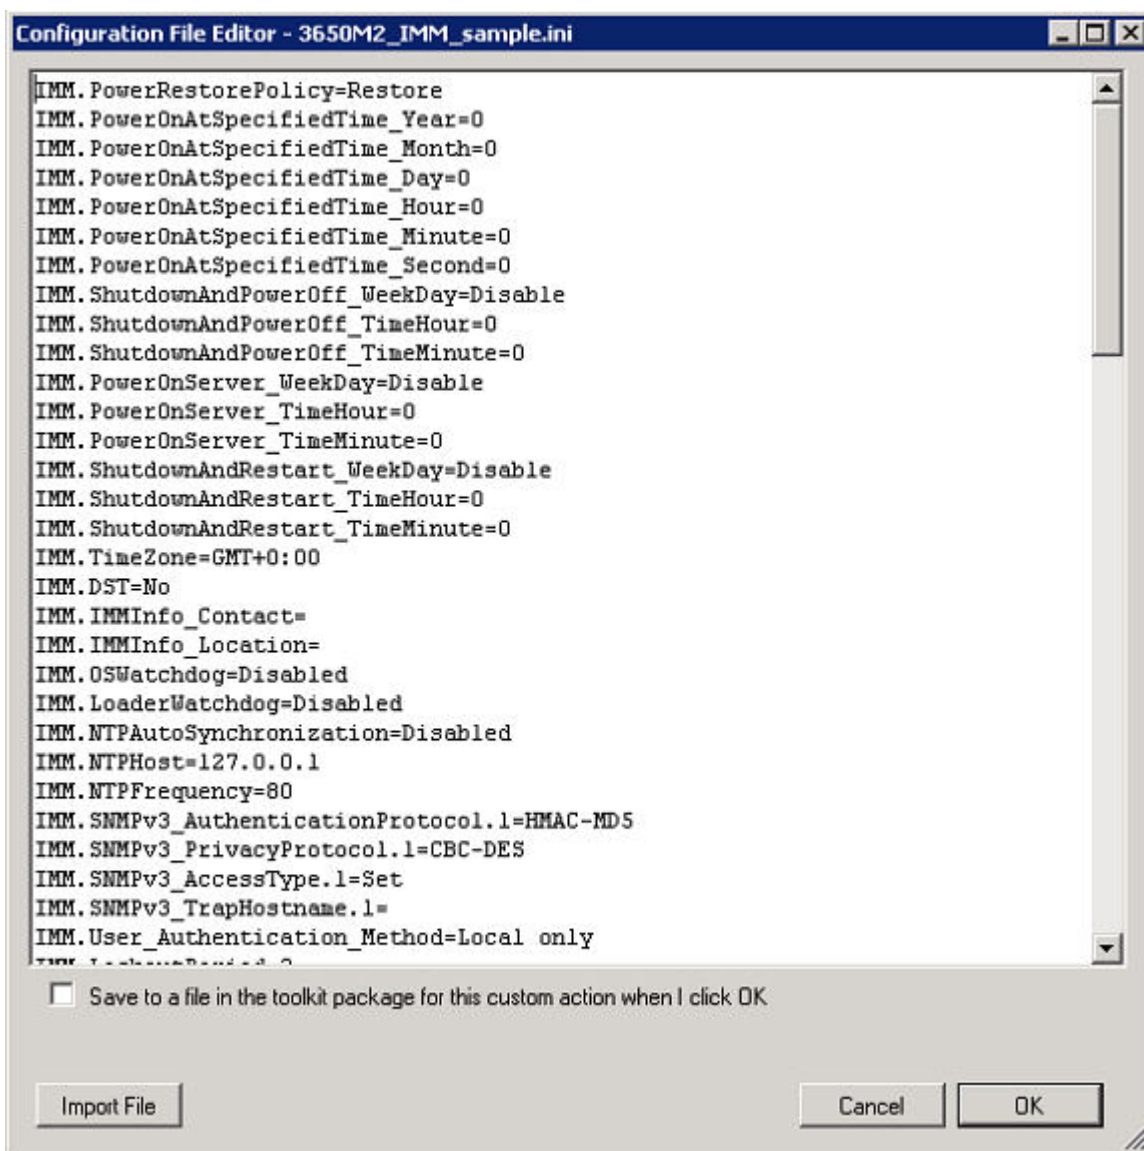 Configuration File Editor - 3650M2_IMM_sample.ini
IMM.PowerRestorePolicy=Restore
IMM.PowerOnAtSpecifiedTime_Year=0
IMM.PowerOnAtSpecifiedTime_Month=0
IMM.PowerOnAtSpecifiedTime_Day=0
IMM.PowerOnAtSpecifiedTime_Hour=0
IMM.PowerOnAtSpecifiedTime_Minute=0
IMM.PowerOnAtSpecifiedTime_Second=0
IMM.ShutdownAndPowerOff_WeekDay=Disable
IMM.ShutdownAndPowerOff_TimeHour=0
IMM.ShutdownAndPowerOff_TimeMinute=0
IMM.PowerOnServer_WeekDay=Disable
IMM.PowerOnServer_TimeHour=0
IMM.PowerOnServer_TimeMinute=0
IMM.ShutdownAndRestart_WeekDay=Disable
IMM.ShutdownAndRestart_TimeHour=0
IMM.ShutdownAndRestart_TimeMinute=0
IMM.TimeZone=GMT+0:00
IMM.DST=No
IMM.IMMInfo_Contact=
IMM.IMMInfo_Location=
IMM.OSWatchdog=Disabled
IMM.LoaderWatchdog=Disabled
IMM.NTPAutoSynchronization=Disabled
IMM.NTPHost=127.0.0.1
IMM.NTPFrequency=80
IMM.SNMPv3_AuthenticationProtocol.1=HMAC-MD5
IMM.SNMPv3_PrivacyProtocol.1=CBC-DES
IMM.SNMPv3_AccessType.1=Set
IMM.SNMPv3_TrapHostname.1=
IMM.User_Authentication_Method=Local only
Save to a file in the toolkit package for this custom action when I click OK
Import File
Cancel
OK